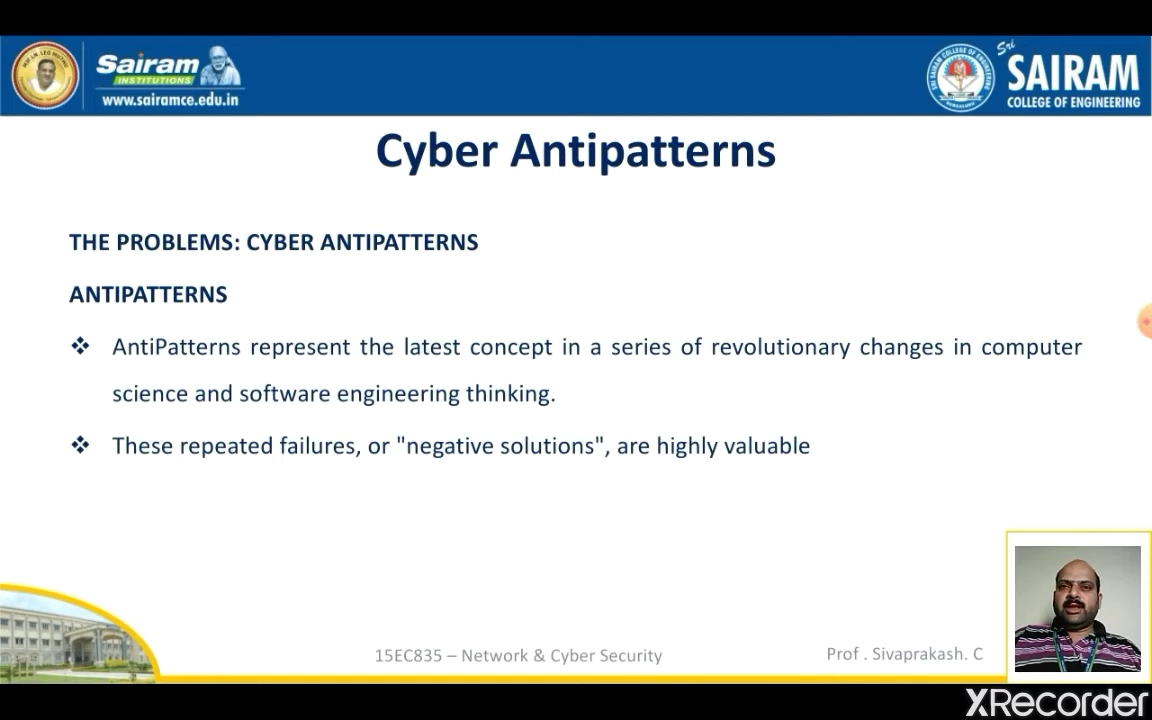 Sairam
INSTITUTIONS
www.sairamce.edu.in
Sri
SAIRAM
COLLEGE OF ENGINEERING
Cyber Antipatterns
THE PROBLEMS: CYBER ANTIPATTERNS
ANTIPATTERNS
❖ AntiPatterns represent the latest concept in a series of revolutionary changes in computer
science and software engineering thinking.
❖ These repeated failures, or "negative solutions", are highly valuable
15EC835 – Network & Cyber Security
Prof . Sivaprakash. C
XRecorder